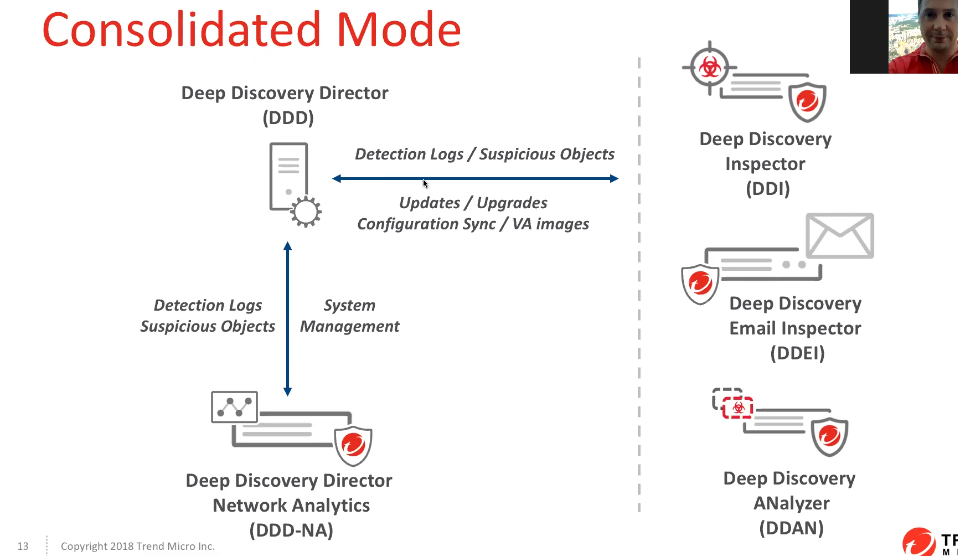 Consolidated Mode
Deep Discovery Director
(DDD)
Detection Logs / Suspicious Objects
Updates / Upgrades
Configuration Sync / VA images
Detection Logs
Suspicious Objects
System
Management
Deep Discovery Director
Network Analytics
(DDD-NA)
Deep Discovery
Inspector
(DDI)
Deep Discovery
Email Inspector
(DDEI)
Deep Discovery
ANalyzer
(DDAN)
13
Copyright 2018 Trend Micro Inc.